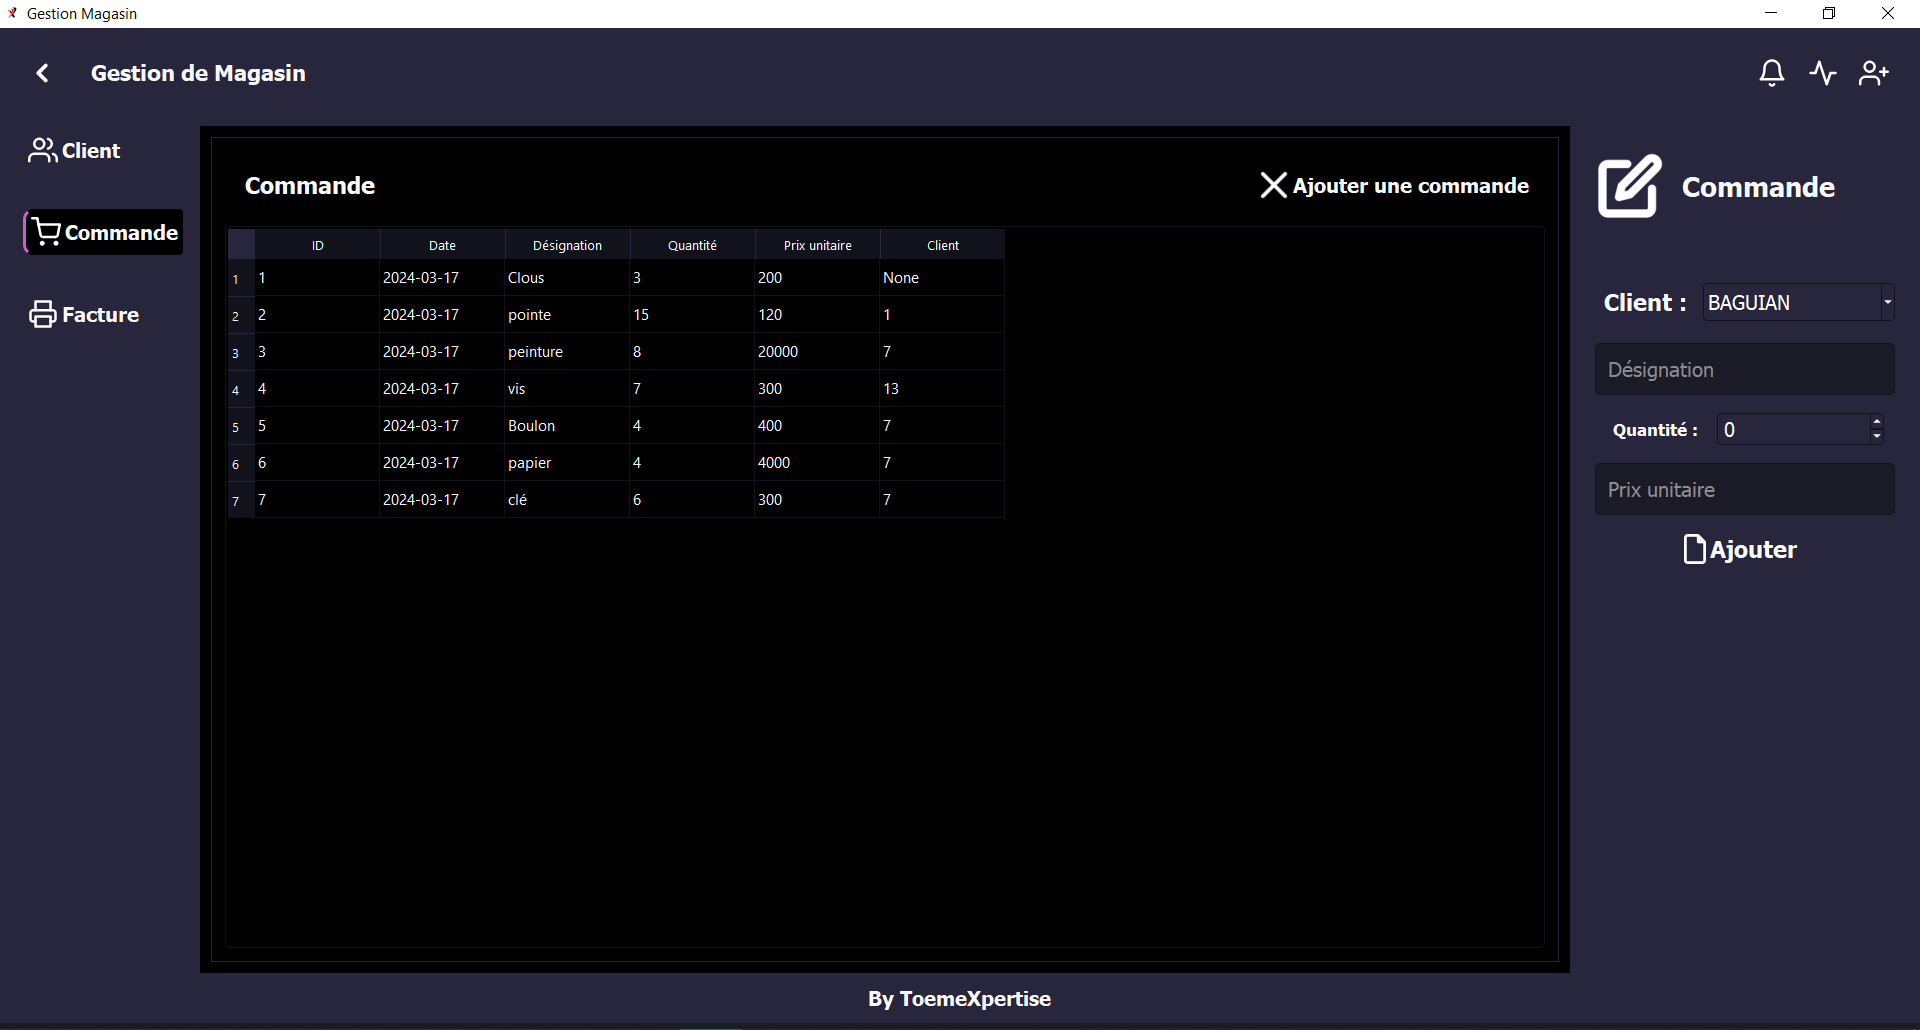 Gestion Magasin
Gestion de Magasin
Client
Commande
Facture
Commande
Ajouter une commande
ID Date Désignation Quantité Prix unitaire Client
1 1 2024-03-17 Clous 3 200 None
2 2 2024-03-17 pointe 15 120 1
3 3 2024-03-17 peinture 8 20000 7
4 4 2024-03-17 vis 7 300 13
5 5 2024-03-17 Boulon 4 400 7
6 6 2024-03-17 papier 4 4000 7
7 7 2024-03-17 clé 6 300 7
Commande
Client : BAGUIAN
Désignation
Quantité : 0
Prix unitaire
Ajouter
By ToemeXpertise